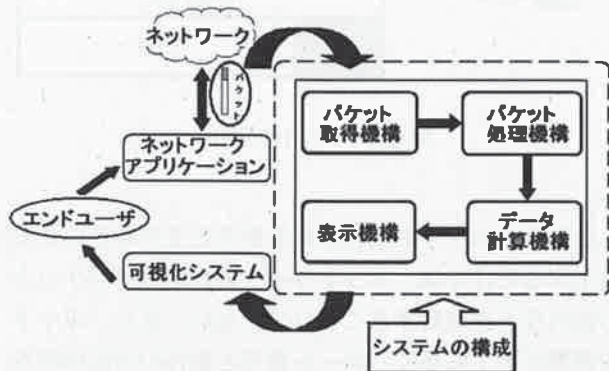 ネットワーク
パケット
ネットワーク
アプリケーション
エンドユーザ
可視化システム
パケット
取得機構
パケット
処理機構
表示機構
データ
計算機構
システムの構成